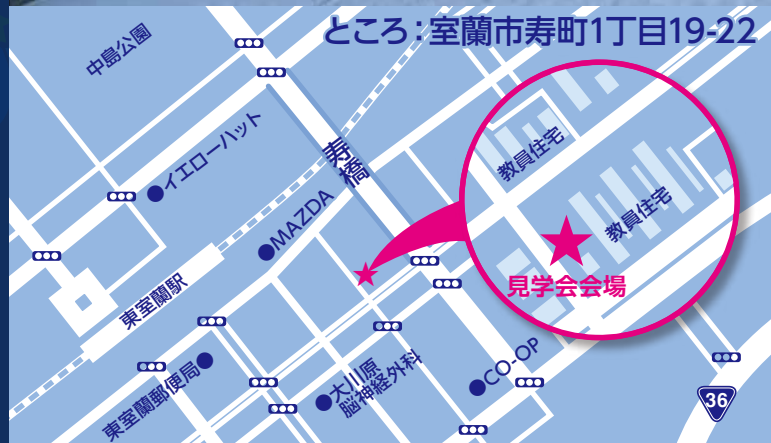 ところ：室蘭市寿町1丁目19-22
中島公園
イエローハット
寿橋
MAZDA
教員住宅
教員住宅
見学会会場
東室蘭駅
東室蘭郵便局
大川原
脳神経外科
CO-OP
36